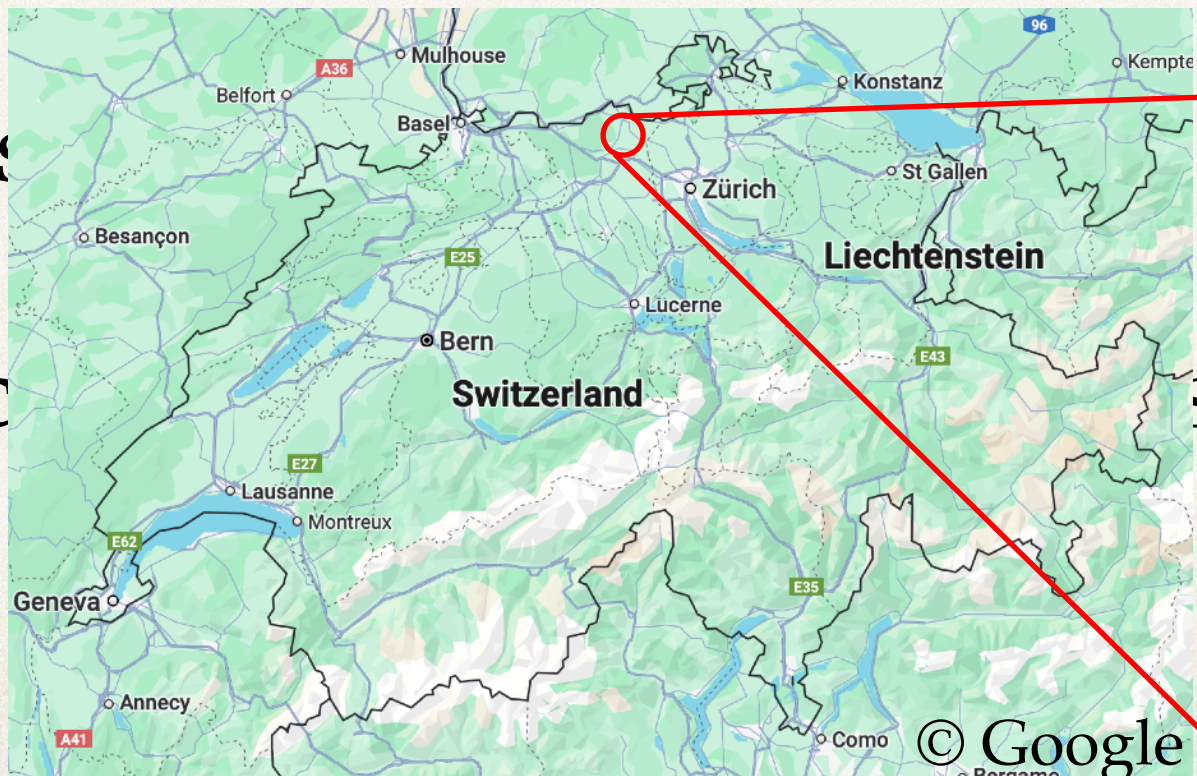 96
Mulhouse
A36
Kempte
Konstanz
Belfort
Basel
St Gallen
Zürich
Besançon
Liechtenstein
E25
Lucerne
Bern
E43
Switzerland
E27
Lausanne
Montreux
E62
E35
Geneva
Annecy
A41
Como
© Google
Bergamo